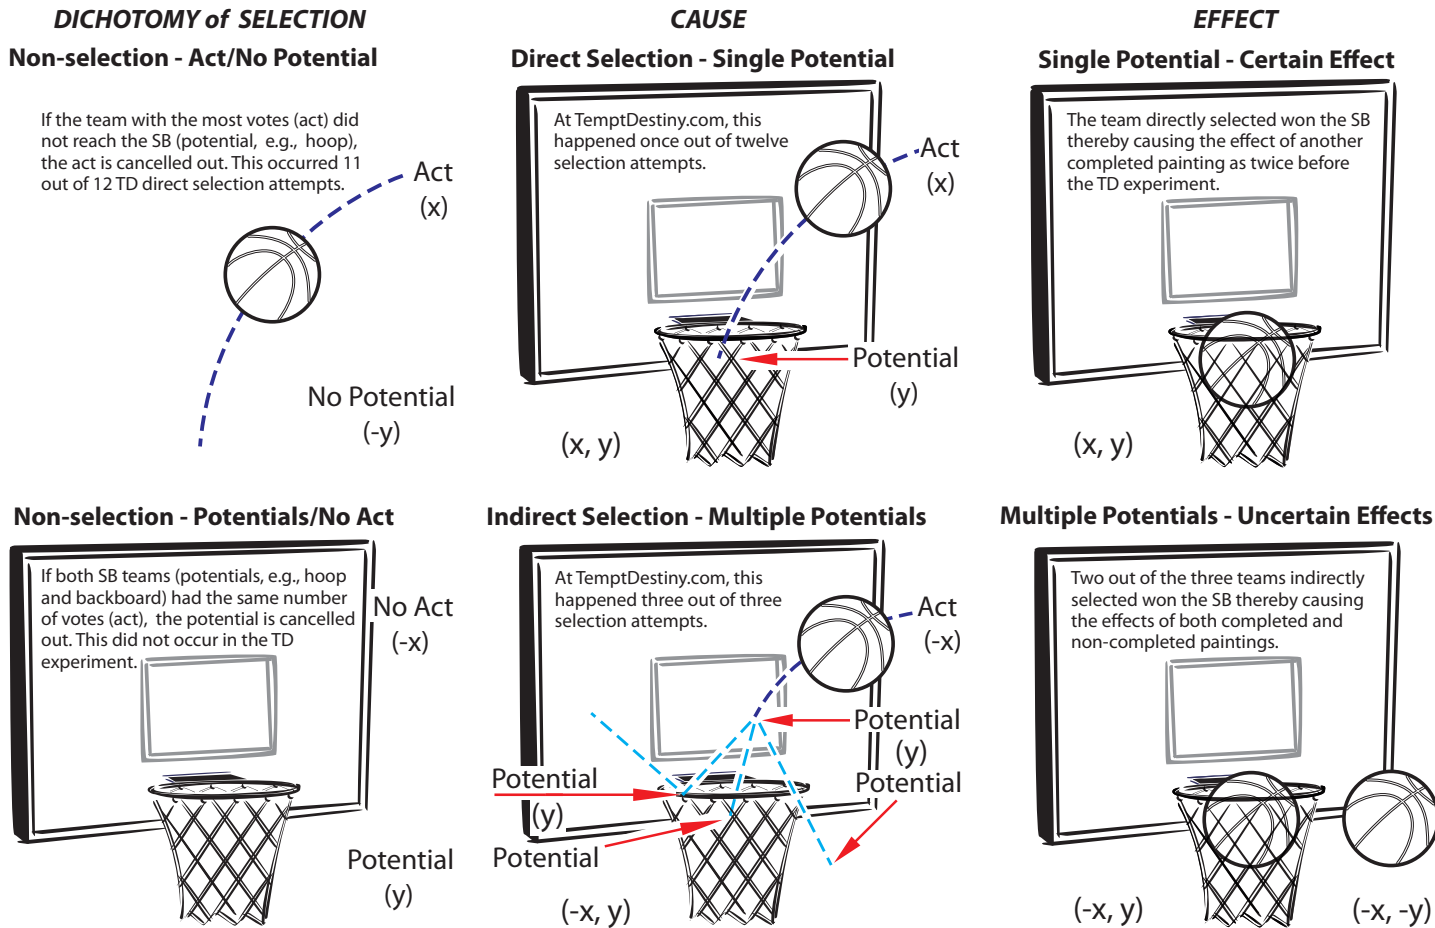 DICHOTOMY of SELECTION
CAUSE
EFFECT
Non-selection - Act/No Potential
If the team with the most votes (act) did
not reach the SB (potential, e.g., hoop),
the act is cancelled out. This occurred 11
out of 12 TD direct selection attempts.
Act
(x)
No Potential
(-y)
Direct Selection - Single Potential
At TemptDestiny.com, this
happened once out of twelve
selection attempts.
Act
(x)
Potential
(y)
(x, y)
Single Potential - Certain Effect
The team directly selected won the SB
thereby causing the effect of another
completed painting as twice before
the TD experiment.
(x, y)
Non-selection - Potentials/No Act
If both SB teams (potentials, e.g., hoop
and backboard) had the same number
of votes (act), the potential is cancelled
out. This did not occur in the TD
experiment.
No Act
(-x)
Potential
(y)
Indirect Selection - Multiple Potentials
At TemptDestiny.com, this
happened three out of three
selection attempts.
Act
(-x)
Potential
(y)
Potential
Potential
(y)
Potential
(-x, y)
Multiple Potentials - Uncertain Effects
Two out of the three teams indirectly
selected won the SB thereby causing
the effects of both completed and
non-completed paintings.
(-x, y)
(-x, -y)